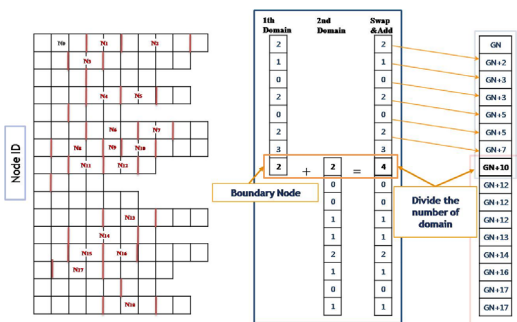 Node ID
N0 N1 N2
N3
N4 N5
N6 N7
N8 N9 N10
N11 N12
N13
N14
N15 N16
N17
N18
1th
Domain
2
1
0
2
0
2
3
2
Boundary Node
+
2nd
Domain
2
0
0
1
1
2
1
0
1
=
Swap
&Add
2
1
0
2
0
2
3
4
0
0
1
1
2
1
0
1
Divide the
number of
domain
GN
GN+2
GN+3
GN+3
GN+5
GN+5
GN+7
GN+10
GN+12
GN+12
GN+12
GN+13
GN+14
GN+16
GN+17
GN+17